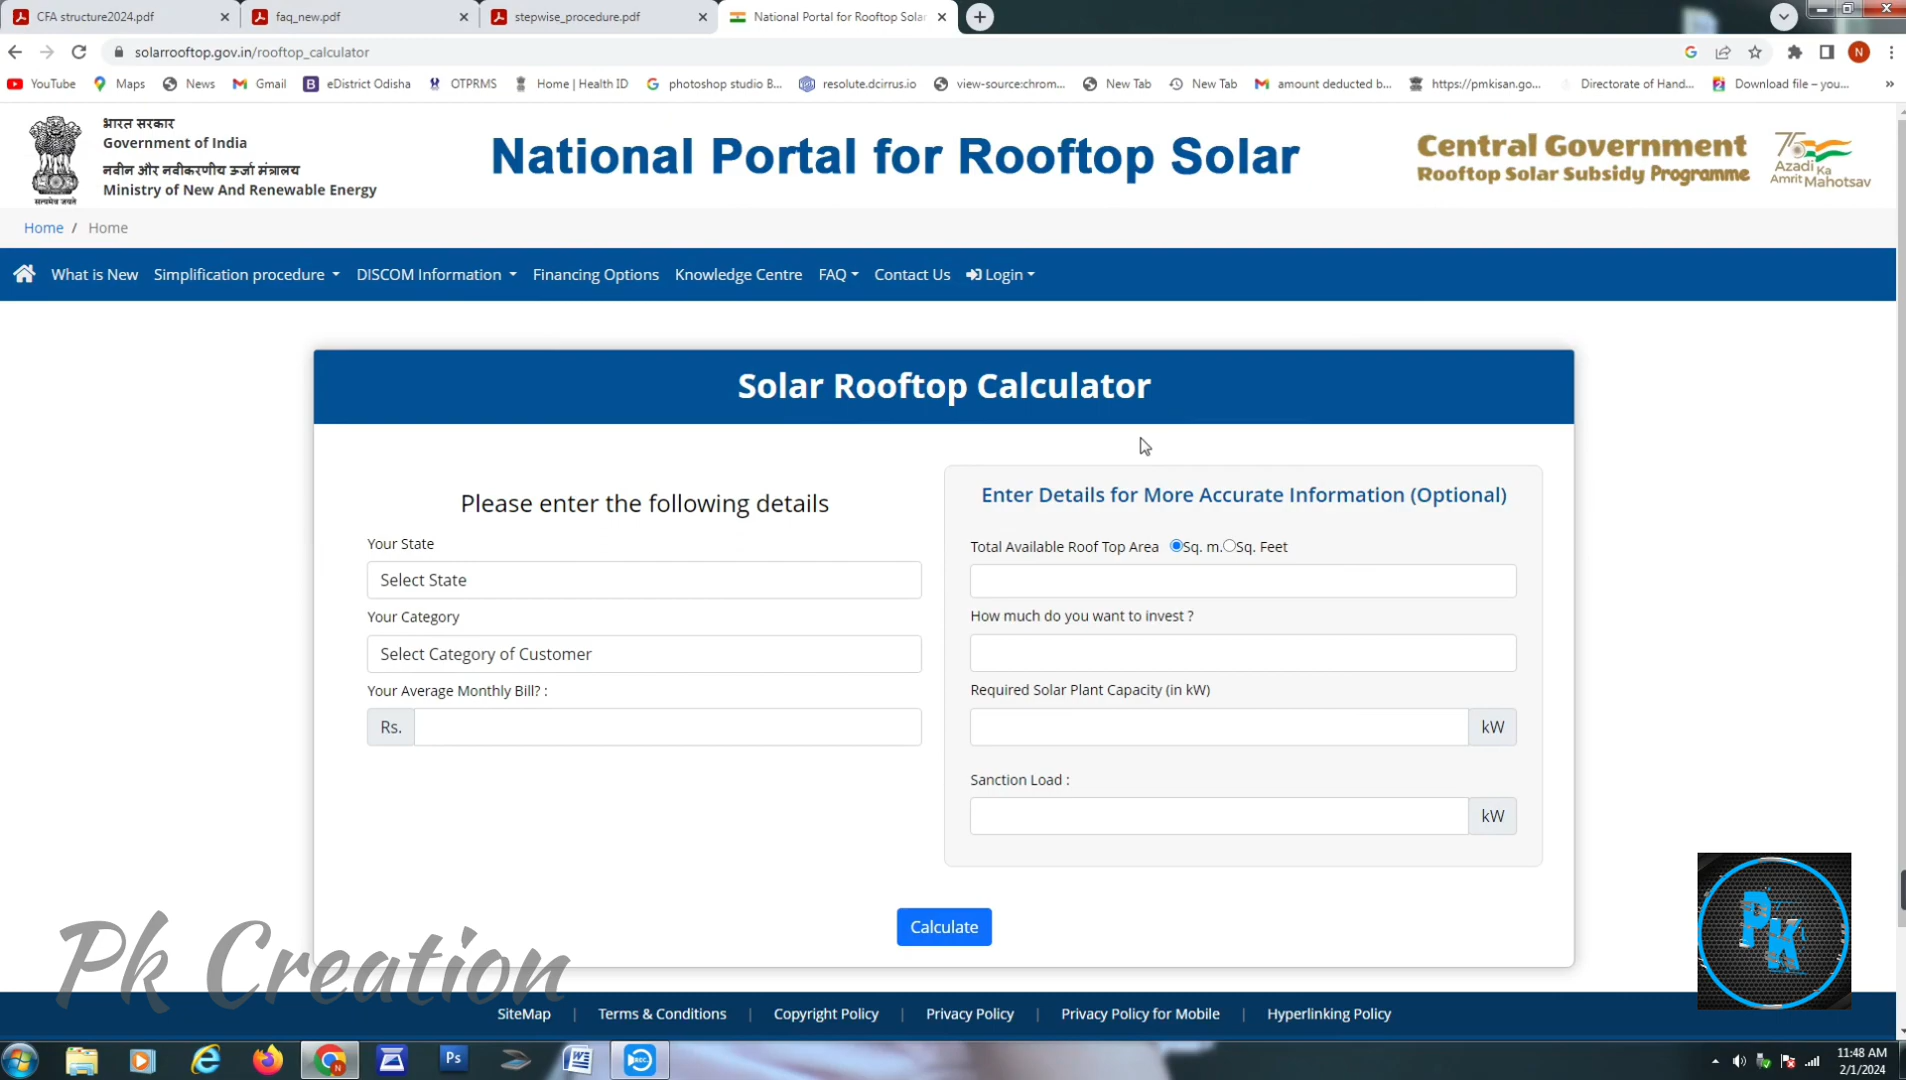 CFA structure2024.pdf
faq_new.pdf
stepwise_procedure.pdf
National Portal for Rooftop Solar
solarrooftop.gov.in/rooftop_calculator
N
YouTube
Maps
News
Gmail
eDistrict Odisha
OTPRMS
Home | Health ID
photoshop studio B...
resolute.dcirrus.io
view-source:chrom...
New Tab
New Tab
amount deducted b...
https://pmkisan.go...
Directorate of Hand...
Download file – you...
भारत सरकार
Government of India
नवीन और नवीकरणीय ऊर्जा मंत्रालय
Ministry of New And Renewable Energy
सत्यमेव जयते
National Portal for Rooftop Solar
Central Government
Rooftop Solar Subsidy Programme
75
Azadi Ka
Amrit Mahotsav
Home / Home
What is New
Simplification procedure
DISCOM Information
Financing Options
Knowledge Centre
FAQ
Contact Us
Login
Solar Rooftop Calculator
Please enter the following details
Your State
Select State
Your Category
Select Category of Customer
Your Average Monthly Bill? :
Rs.
Enter Details for More Accurate Information (Optional)
Total Available Roof Top Area Sq. m. Sq. Feet
How much do you want to invest ?
Required Solar Plant Capacity (in kW)
kW
Sanction Load :
kW
Calculate
Pk Creation
PK
SiteMap | Terms & Conditions | Copyright Policy | Privacy Policy | Privacy Policy for Mobile | Hyperlinking Policy
Ps
REC
11:48 AM
2/1/2024